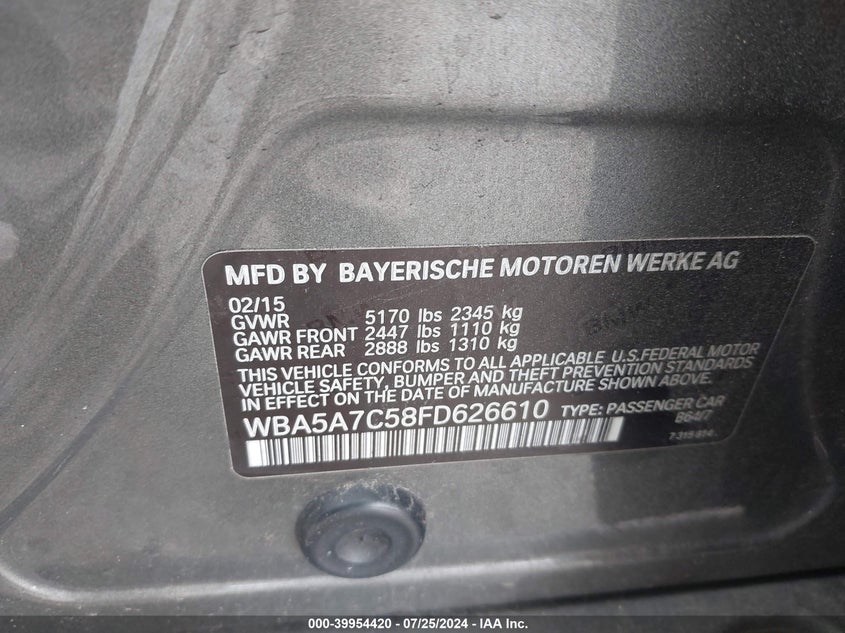 MFD BY BAYERISCHE MOTOREN WERKE AG
02/15
GVWR 5170 lbs 2345 kg
GAWR FRONT 2447 lbs 1110 kg
GAWR REAR 2888 lbs 1310 kg
THIS VEHICLE CONFORMS TO ALL APPLICABLE U.S.FEDERAL MOTOR
VEHICLE SAFETY, BUMPER AND THEFT PREVENTION STANDARDS
IN EFFECT ON THE DATE OF MANUFACTURE SHOWN ABOVE.
WBA5A7C58FD626610 TYPE: PASSENGER CAR
7 315 814
000-39954420 - 07/25/2024 - IAA Inc.